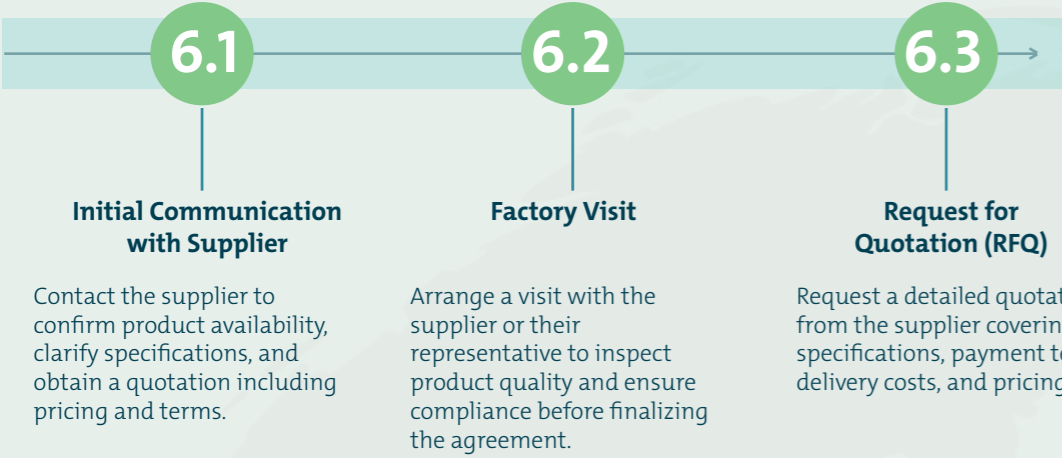 6.1
6.2
6.3
Initial Communication
with Supplier
Contact the supplier to
confirm product availability,
clarify specifications, and
obtain a quotation including
pricing and terms.
Factory Visit
Arrange a visit with the
supplier or their
representative to inspect
product quality and ensure
compliance before finalizing
the agreement.
Request for
Quotation (RFQ)
Request a detailed
from the supplier
specifications, payment
delivery costs, and pricing